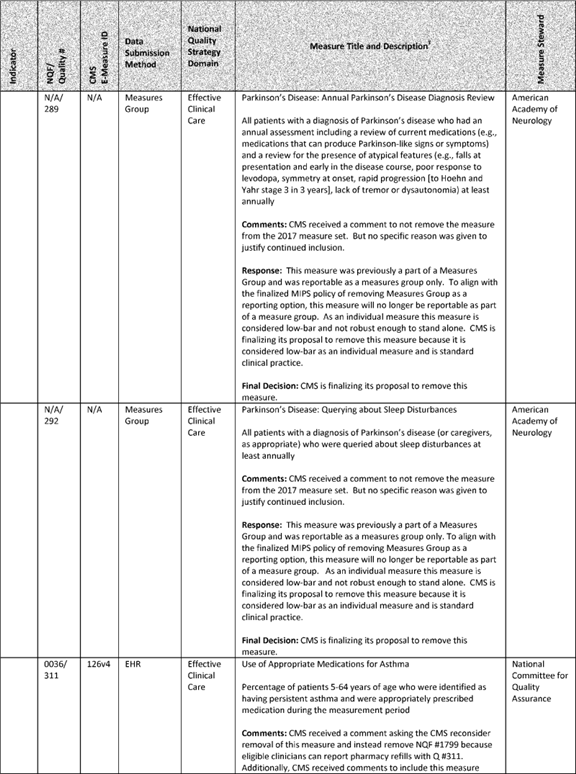 Indicator
NQF/
Quality #
CMS
E-Measure ID
Data
Submission
Method
National
Quality
Strategy
Domain
Measure Title and Description‡
Measure Steward
N/A/
289
N/A
Measures
Group
Effective
Clinical
Care
Parkinson's Disease: Annual Parkinson's Disease Diagnosis Review
All patients with a diagnosis of Parkinson's disease who had an
annual assessment including a review of current medications (e.g.,
medications that can produce Parkinson-like signs or symptoms)
and a review for the presence of atypical features (e.g., falls at
presentation and early in the disease course, poor response to
levodopa, symmetry at onset, rapid progression [to Hoehn and
Yahr stage 3 in 3 years], lack of tremor or dysautonomia) at least
annually
Comments: CMS received a comment to not remove the measure
from the 2017 measure set. But no specific reason was given to
justify continued inclusion.
Response: This measure was previously a part of a Measures
Group and was reportable as a measures group only. To align with
the finalized MIPS policy of removing Measures Group as a
reporting option, this measure will no longer be reportable as part
of a measure group. As an individual measure this measure is
considered low-bar and not robust enough to stand alone. CMS is
finalizing its proposal to remove this measure because it is
considered low-bar as an individual measure and is standard
clinical practice.
Final Decision: CMS is finalizing its proposal to remove this
measure.
American
Academy of
Neurology
N/A/
292
N/A
Measures
Group
Effective
Clinical
Care
Parkinson's Disease: Querying about Sleep Disturbances
All patients with a diagnosis of Parkinson's disease (or caregivers,
as appropriate) who were queried about sleep disturbances at
least annually
Comments: CMS received a comment to not remove the measure
from the 2017 measure set. But no specific reason was given to
justify continued inclusion.
Response: This measure was previously a part of a Measures
Group and was reportable as a measures group only. To align with
the finalized MIPS policy of removing Measures Group as a
reporting option, this measure will no longer be reportable as part
of a measure group. As an individual measure this measure is
considered low-bar and not robust enough to stand alone. CMS is
finalizing its proposal to remove this measure because it is
considered low-bar as an individual measure and is standard
clinical practice.
Final Decision: CMS is finalizing its proposal to remove this
measure.
American
Academy of
Neurology
0036/
311
126v4
EHR
Effective
Clinical
Care
Use of Appropriate Medications for Asthma
Percentage of patients 5-64 years of age who were identified as
having persistent asthma and were appropriately prescribed
medication during the measurement period
Comments: CMS received a comment asking the CMS reconsider
removal of this measure and instead remove NQF #1799 because
eligible clinicians can report pharmacy refills with Q #311.
Additionally, CMS received comments to include this measure
National
Committee for
Quality
Assurance